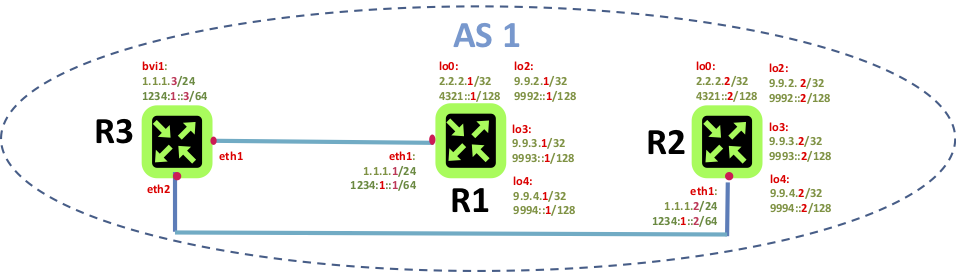 AS 1
bvi1:
1.1.1.3/24
1234:1::3/64
R3
eth1
eth2
lo0:
2.2.2.1/32
4321::1/128
lo2:
9.9.2.1/32
9992::1/128
lo3:
9.9.3.1/32
9993::1/128
eth1:
1.1.1.1/24
1234:1::1/64
R1
lo4:
9.9.4.1/32
9994::1/128
lo0:
2.2.2.2/32
4321::2/128
lo2:
9.9.2. 2/32
9992::2/128
R2
lo3:
9.9.3.2/32
9993::2/128
lo4:
9.9.4.2/32
9994::2/128
eth1:
1.1.1.2/24
1234:1::2/64